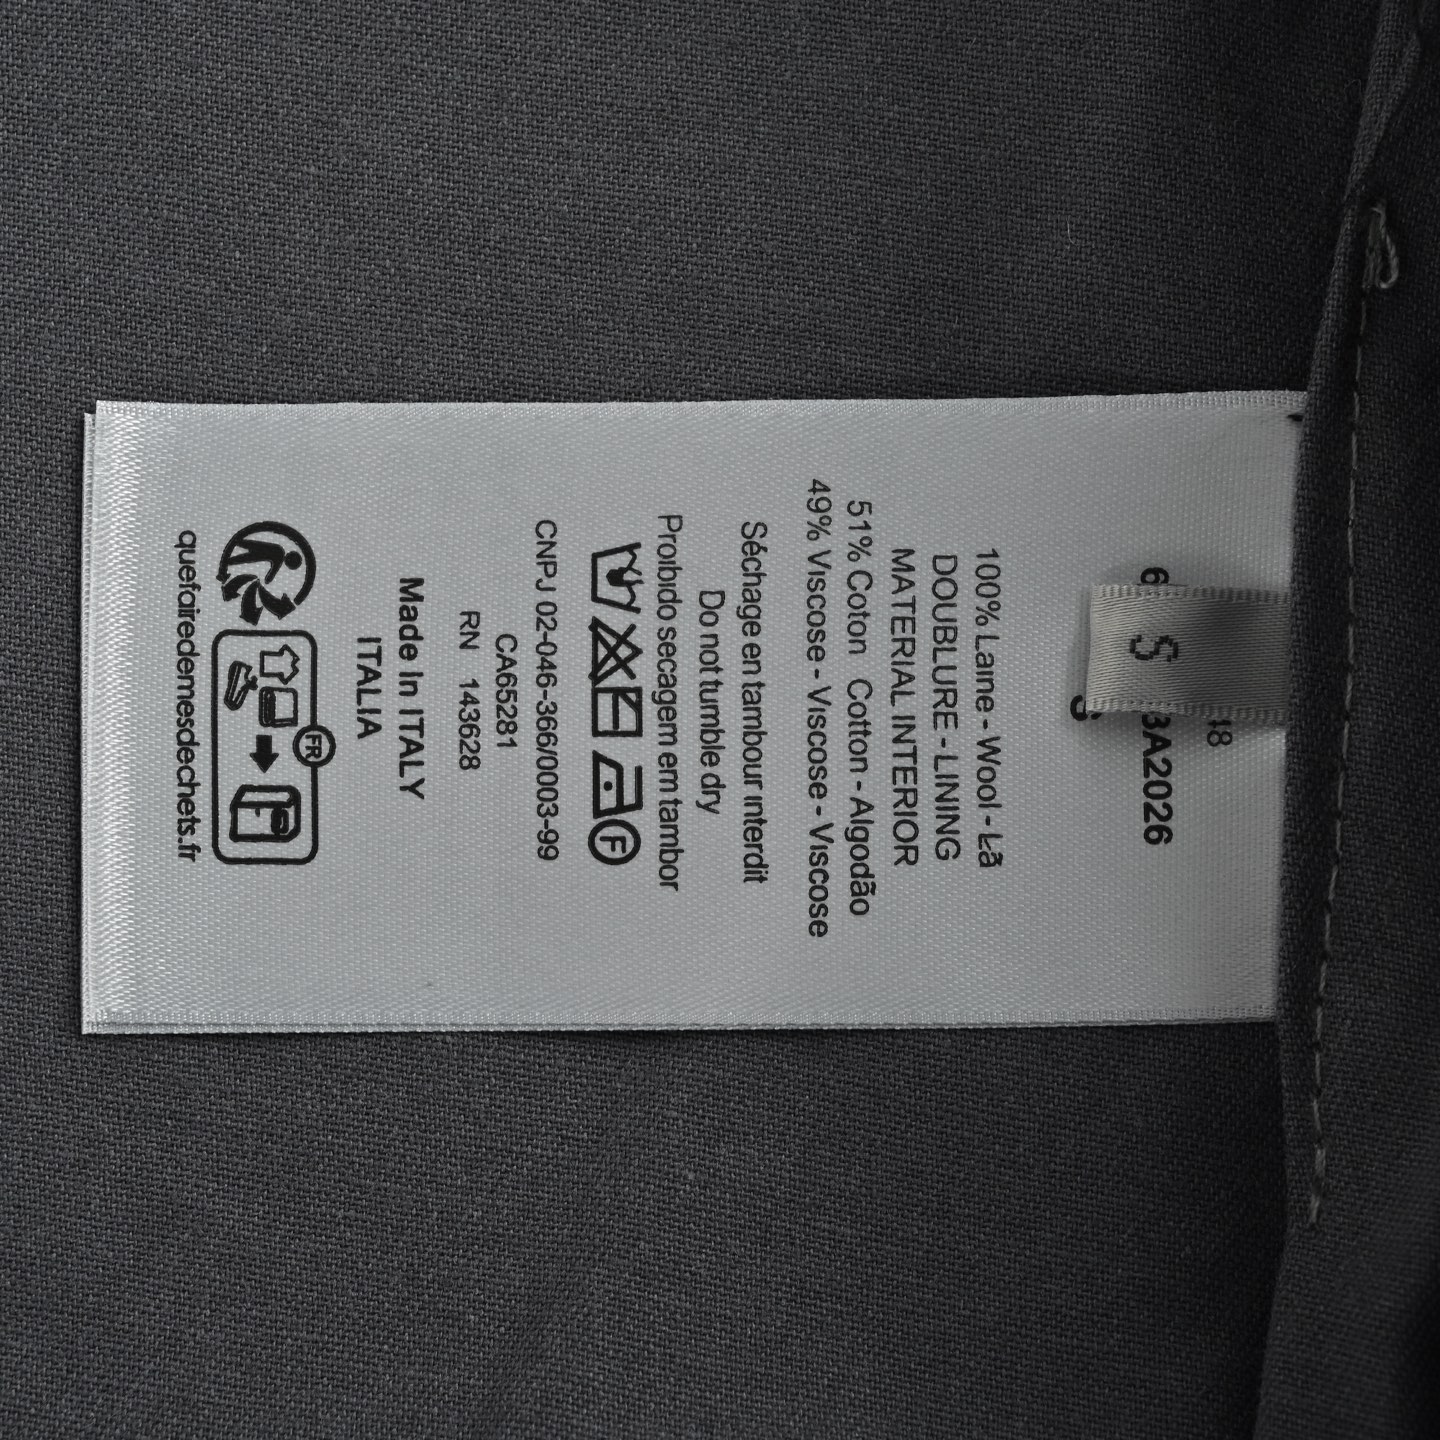 18
6
3A2026
S
S
100% Laine - Wool - Lã
DOUBLURE - LINING
MATERIAL INTERIOR
51% Coton Cotton - Algodão
49% Viscose - Viscose - Viscose
Séchage en tambour interdit
Do not tumble dry
Proibido secagem em tambor
F
CNPJ 02-046-366/0003-99
CA65281
RN 143628
Made In ITALY
ITALIA
FR
quefairedemesdechets.fr